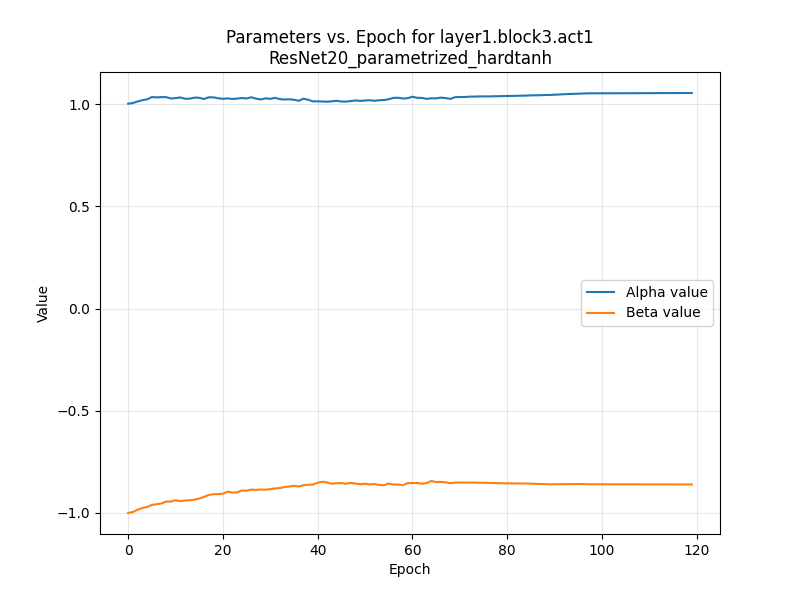 Parameters vs. Epoch for layer1.block3.act1
ResNet20_parametrized_hardtanh
1.0
0.5
0.0
−0.5
−1.0
Value
Alpha value
Beta value
0 20 40 60 80 100 120
Epoch